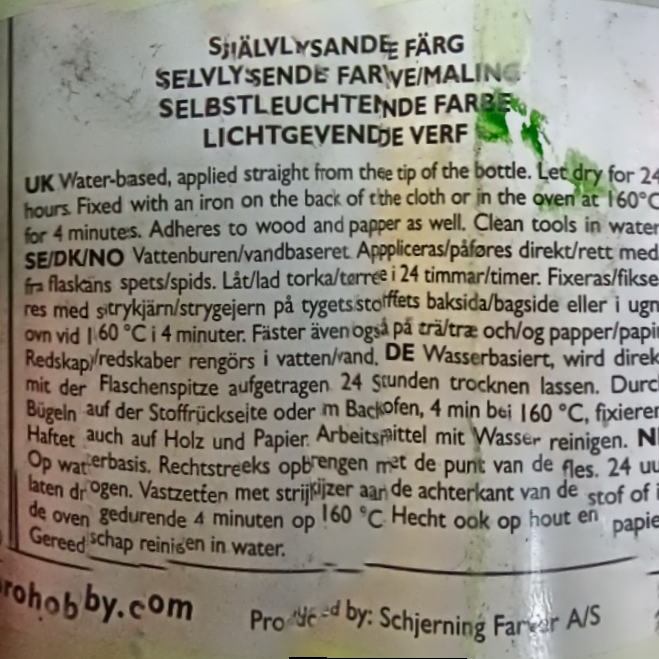 SJÄLVLYSANDE FÄRG
SELVLYSENDE FARVE/MALING
SELBSTLEUCHTENDE FARBE
LICHTGEVENDE VERF
UK Water-based, applied straight from the tip of the bottle. Let dry for 24
hours. Fixed with an iron on the back of the cloth or in the oven at 160°C
for 4 minutes. Adheres to wood and papper as well. Clean tools in water
SE/DK/NO Vattenburen/vandbaseret. Appliceras/påføres direkt/rett med
fra flaskans spets/spids. Låt/lad torka/tørre i 24 timmar/timer. Fixeras/fikse
res med strykjärn/strygejern på tygets stoffets baksida/bagside eller i ugn
ovn vid 160 °C i 4 minuter. Fäster även også på trä/træ och/og papper/papir
Redskap/redskaber rengörs i vatten/vand. DE Wasserbasiert, wird direk
mit der Flaschenspitze aufgetragen. 24 Stunden trocknen lassen. Durc
Bügeln auf der Stoffrückseite oder im Backofen, 4 min bei 160 °C, fixieren
Haftet auch auf Holz und Papier. Arbeitsmittel mit Wasser reinigen. NL
Op waterbasis. Rechtstreeks opbrengen met de punt van de fles. 24 uu
laten drogen. Vastzetten met strijkijzer aan de achterkant van de stof of i
de oven gedurende 4 minuten op 160 °C. Hecht ook op hout en papie
Gereedschap reinigen in water.
rohobby.com
Produced by: Schjerning Farver A/S